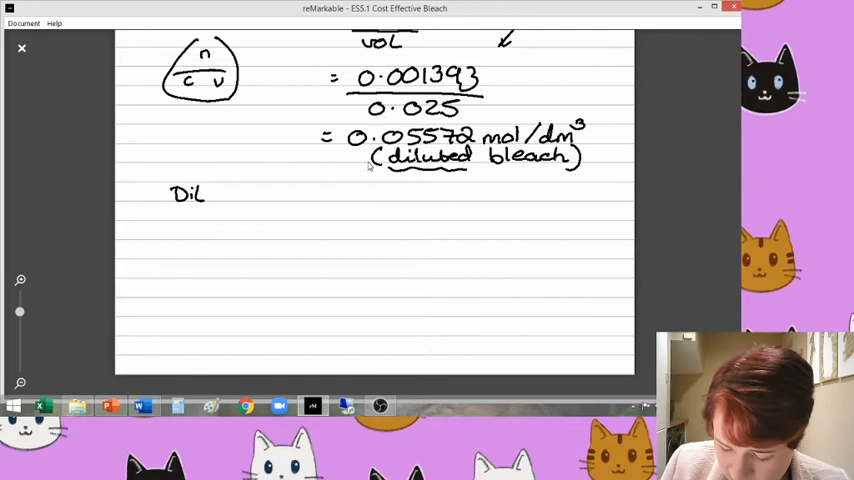 reMarkable - ES5.1 Cost Effective Bleach
Document Help
vol
n
c v
= 0.001393
0.025
= 0.05572 mol/dm³
(diluted bleach)
Dil